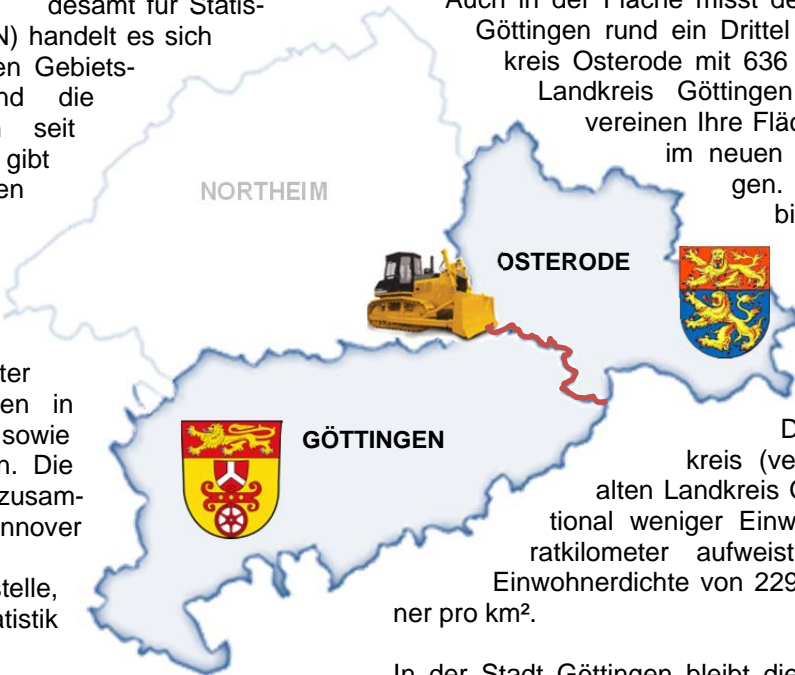 desamt für Statis-
N) handelt es sich
en Gebiets-
nd die
seit
gibt
en
ter
en in
sowie
n. Die
zusam-
nnover
stelle,
atistik
NORTHEIM
OSTERODE
GÖTTINGEN
Auch in der Fläche misst de
Göttingen rund ein Drittel
kreis Osterode mit 636
Landkreis Göttingen
vereinen Ihre Fläc
im neuen
gen.
bi
D
kreis (ve
alten Landkreis G
tional weniger Einw
ratkilometer aufweist
Einwohnerdichte von 229
ner pro km².
In der Stadt Göttingen bleibt die